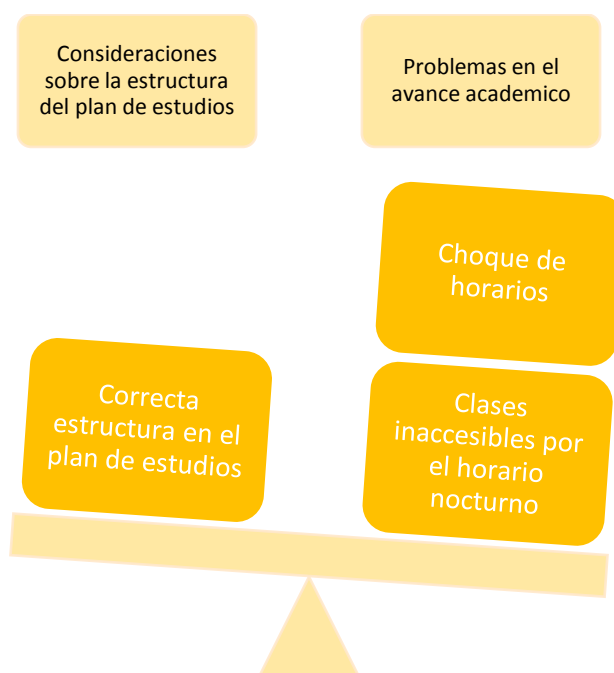 Consideraciones
sobre la estructura
del plan de estudios
Problemas en el
avance academico
Choque de
horarios
Correcta
estructura en el
plan de estudios
Clases
inaccesibles por
el horario
nocturno